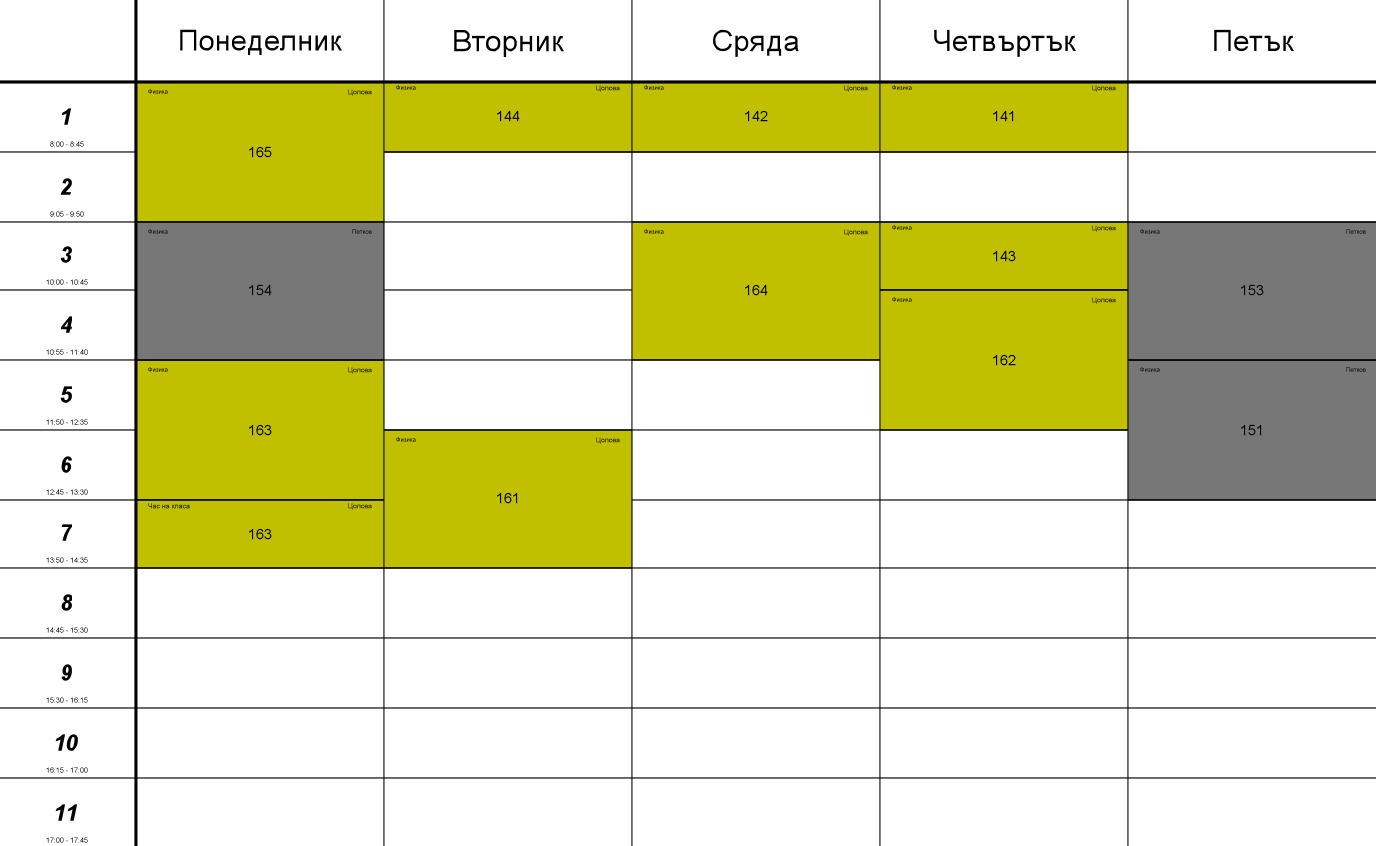 Понеделник Вторник Сряда Четвъртък Петък
1
8:00 - 8:45
Физика Цопова
165
Физика Цопова
144
Физика Цопова
142
Физика Цопова
141
2
9:05 - 9:50
3
10:00 - 10:45
Физика Петков
154
Физика Цопова
164
Физика Цопова
143
Физика Петков
153
4
10:55 - 11:40
Физика Цопова
162
5
11:50 - 12:35
Физика Цопова
163
Физика Петков
151
6
12:45 - 13:30
Физика Цопова
161
7
13:50 - 14:35
Час на класа Цопова
163
8
14:45 - 15:30
9
15:30 - 16:15
10
16:15 - 17:00
11
17:00 - 17:45